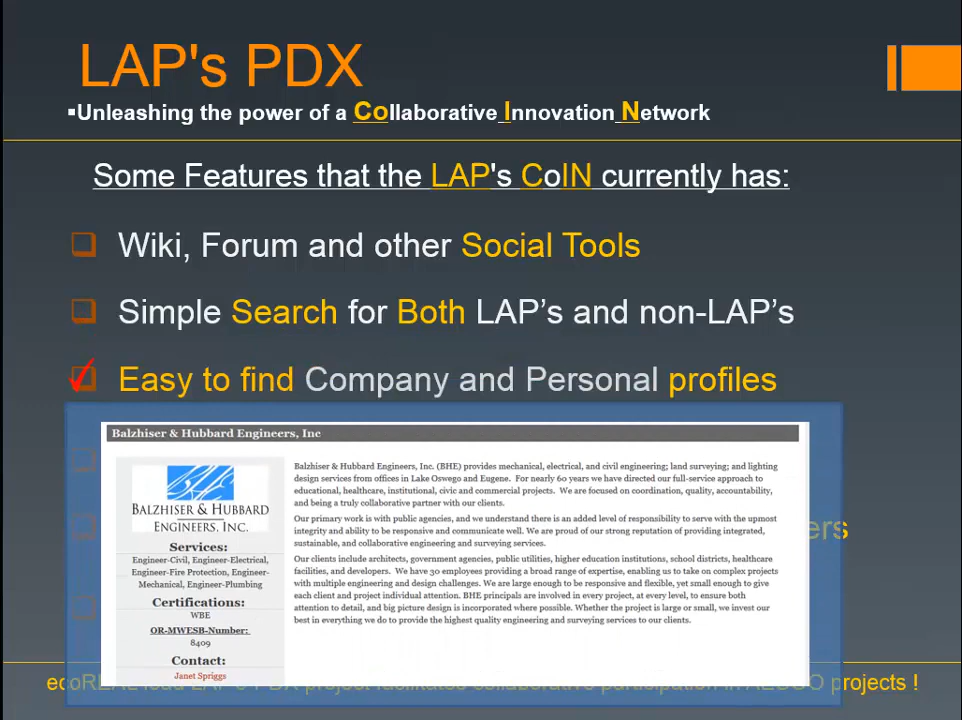 LAP's PDX
▪Unleashing the power of a Collaborative Innovation Network
Some Features that the LAP's CoIN currently has:
Wiki, Forum and other Social Tools
Simple Search for Both LAP’s and non-LAP’s
Easy to find Company and Personal profiles
Balzhiser & Hubbard Engineers, Inc
BALZHISER & HUBBARD
ENGINEERS, INC.
Services:
Engineer-Civil, Engineer-Electrical,
Engineer-Fire Protection, Engineer-
Mechanical, Engineer-Plumbing
Certifications:
WBE
OR-MWESB-Number:
8409
Contact:
Janet Spriggs
Balzhiser & Hubbard Engineers, Inc. (BHE) provides mechanical, electrical, and civil engineering; land surveying; and lighting
design services from offices in Lake Oswego and Eugene. For nearly 60 years we have directed our full-service approach to
educational, healthcare, institutional, civic and commercial projects. We are focused on coordination, quality, accountability,
and being a truly collaborative partner with our clients.
Our primary work is with public agencies, and we understand there is an added level of responsibility to serve with the upmost
integrity and ability to be responsive and communicate well. We are proud of our strong reputation of providing integrated,
sustainable, and collaborative engineering and surveying services.
Our clients include architects, government agencies, public utilities, higher education institutions, school districts, healthcare
facilities, and developers. We have 30 employees providing a broad range of expertise, enabling us to take on complex projects
with multiple engineering and design challenges. We are large enough to be responsive and flexible, yet small enough to give
each client and project individual attention. BHE principals are involved in every project, at every level, to ensure both
attention to detail, and big picture design is incorporated where possible. Whether the project is large or small, we invest our
best in everything we do to provide the highest quality engineering and surveying services to our clients.
ers
projects !